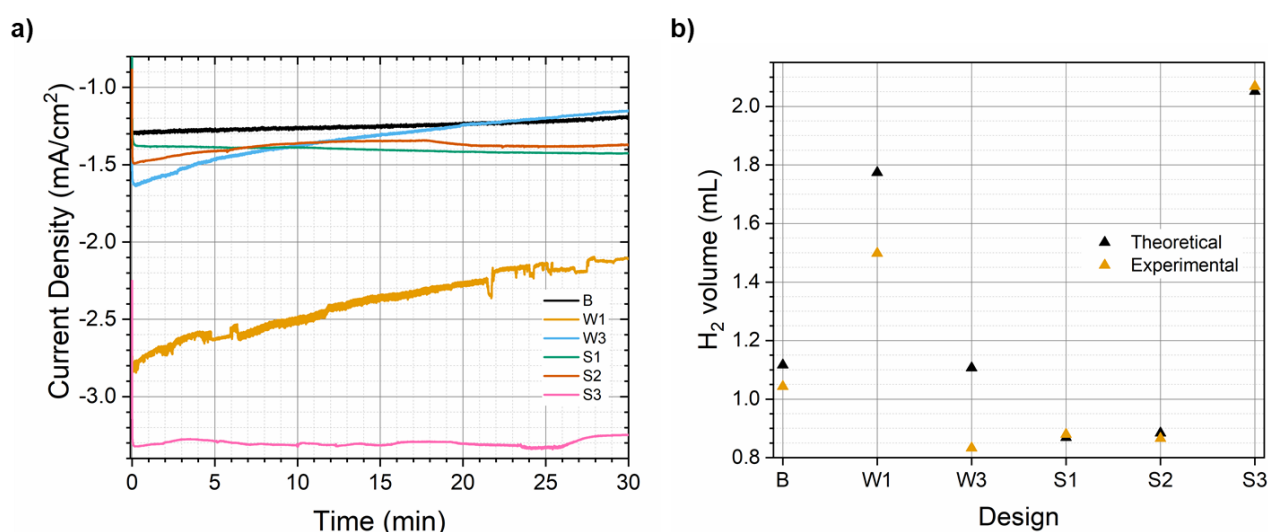 a)
Current Density (mA/cm²)
-1.0
-1.5
-2.0
-2.5
-3.0
B
W1
W3
S1
S2
S3
0 5 10 15 20 25 30
Time (min)
b)
H₂ volume (mL)
2.0
1.8
1.6
1.4
1.2
1.0
0.8
Theoretical
Experimental
B W1 W3 S1 S2 S3
Design